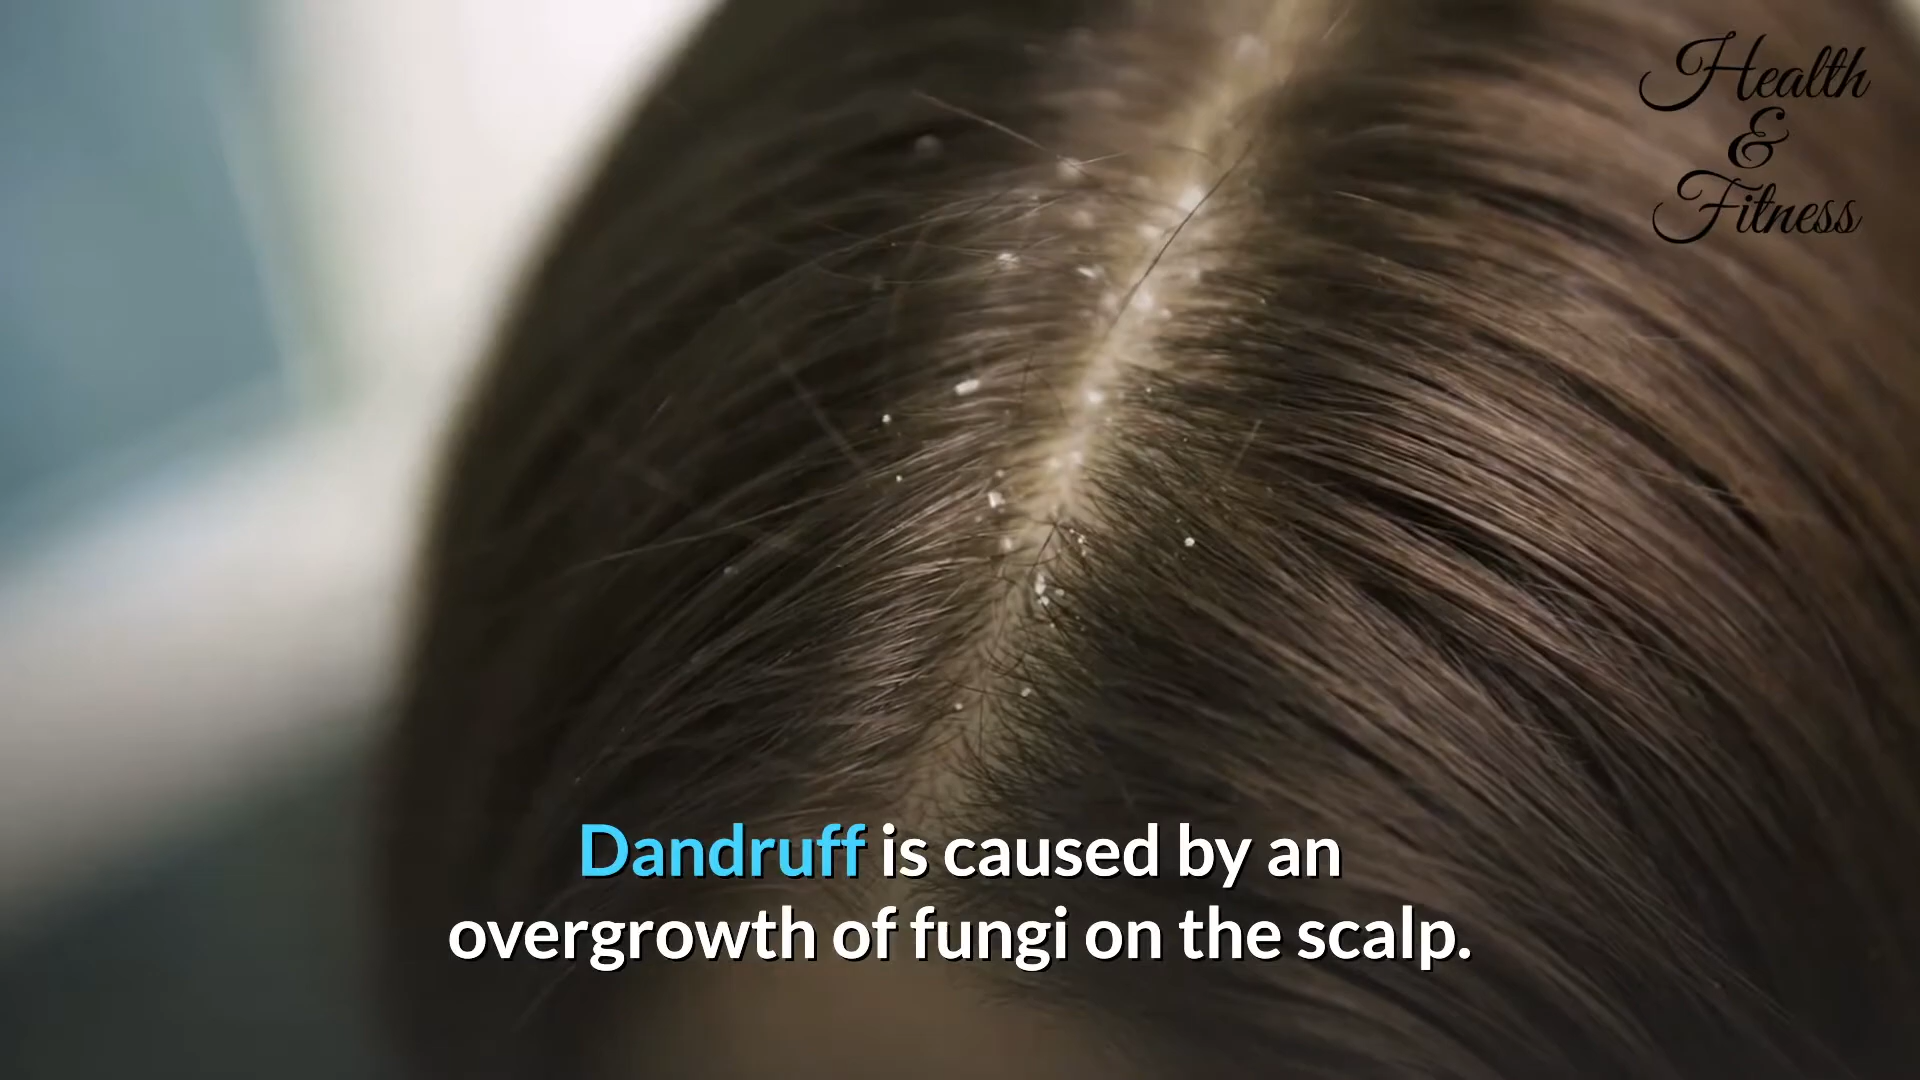 Health
&
Fitness
Dandruff is caused by an
overgrowth of fungi on the scalp.